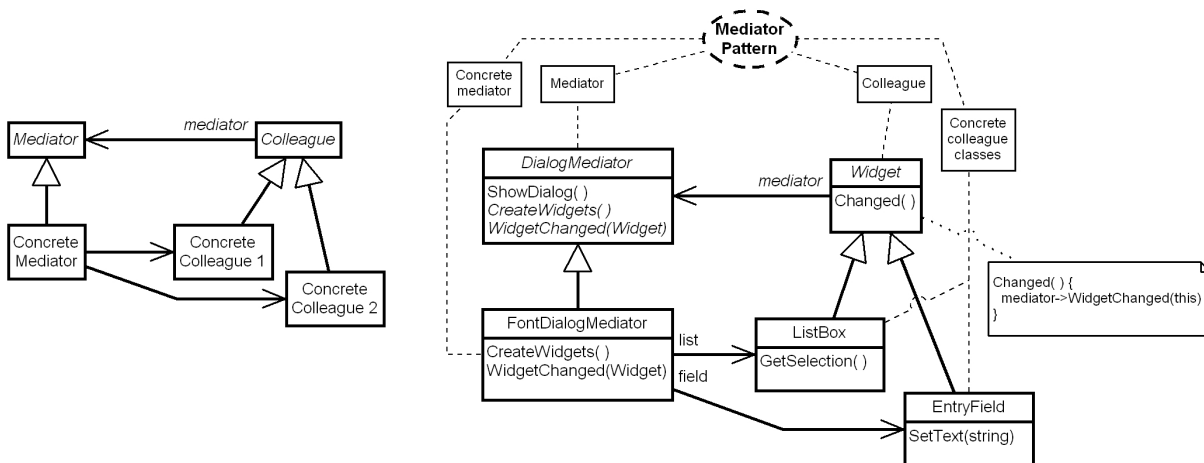 Mediator
mediator
Colleague
Concrete
Mediator
Concrete
Colleague 1
Concrete
Colleague 2
Mediator
Pattern
Concrete
mediator
Mediator
Colleague
Concrete
colleague
classes
DialogMediator
ShowDialog( )
CreateWidgets( )
WidgetChanged(Widget)
mediator
Widget
Changed( )
Changed( ) {
mediator->WidgetChanged(this)
}
FontDialogMediator
CreateWidgets( )
WidgetChanged(Widget)
list
field
ListBox
GetSelection( )
EntryField
SetText(string)